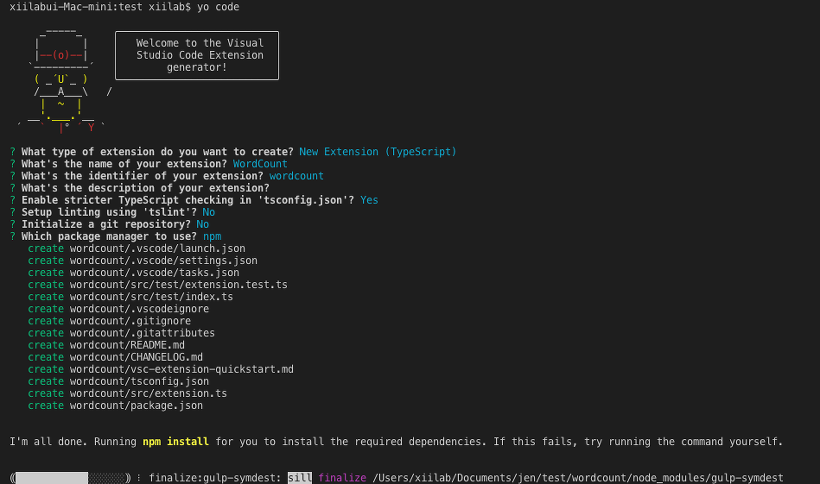 xiilabui-Mac-mini:test xiilab$ yo code
Welcome to the Visual
Studio Code Extension
generator!
? What type of extension do you want to create? New Extension (TypeScript)
? What's the name of your extension? WordCount
? What's the identifier of your extension? wordcount
? What's the description of your extension?
? Enable stricter TypeScript checking in 'tsconfig.json'? Yes
? Setup linting using 'tslint'? No
? Initialize a git repository? No
? Which package manager to use? npm
create wordcount/.vscode/launch.json
create wordcount/.vscode/settings.json
create wordcount/.vscode/tasks.json
create wordcount/src/test/extension.test.ts
create wordcount/src/test/index.ts
create wordcount/.vscodeignore
create wordcount/.gitignore
create wordcount/.gitattributes
create wordcount/README.md
create wordcount/CHANGELOG.md
create wordcount/vsc-extension-quickstart.md
create wordcount/tsconfig.json
create wordcount/src/extension.ts
create wordcount/package.json
I'm all done. Running npm install for you to install the required dependencies. If this fails, try running the command yourself.
finalize:gulp-symdest: sill finalize /Users/xiilab/Documents/jen/test/wordcount/node_modules/gulp-symdest